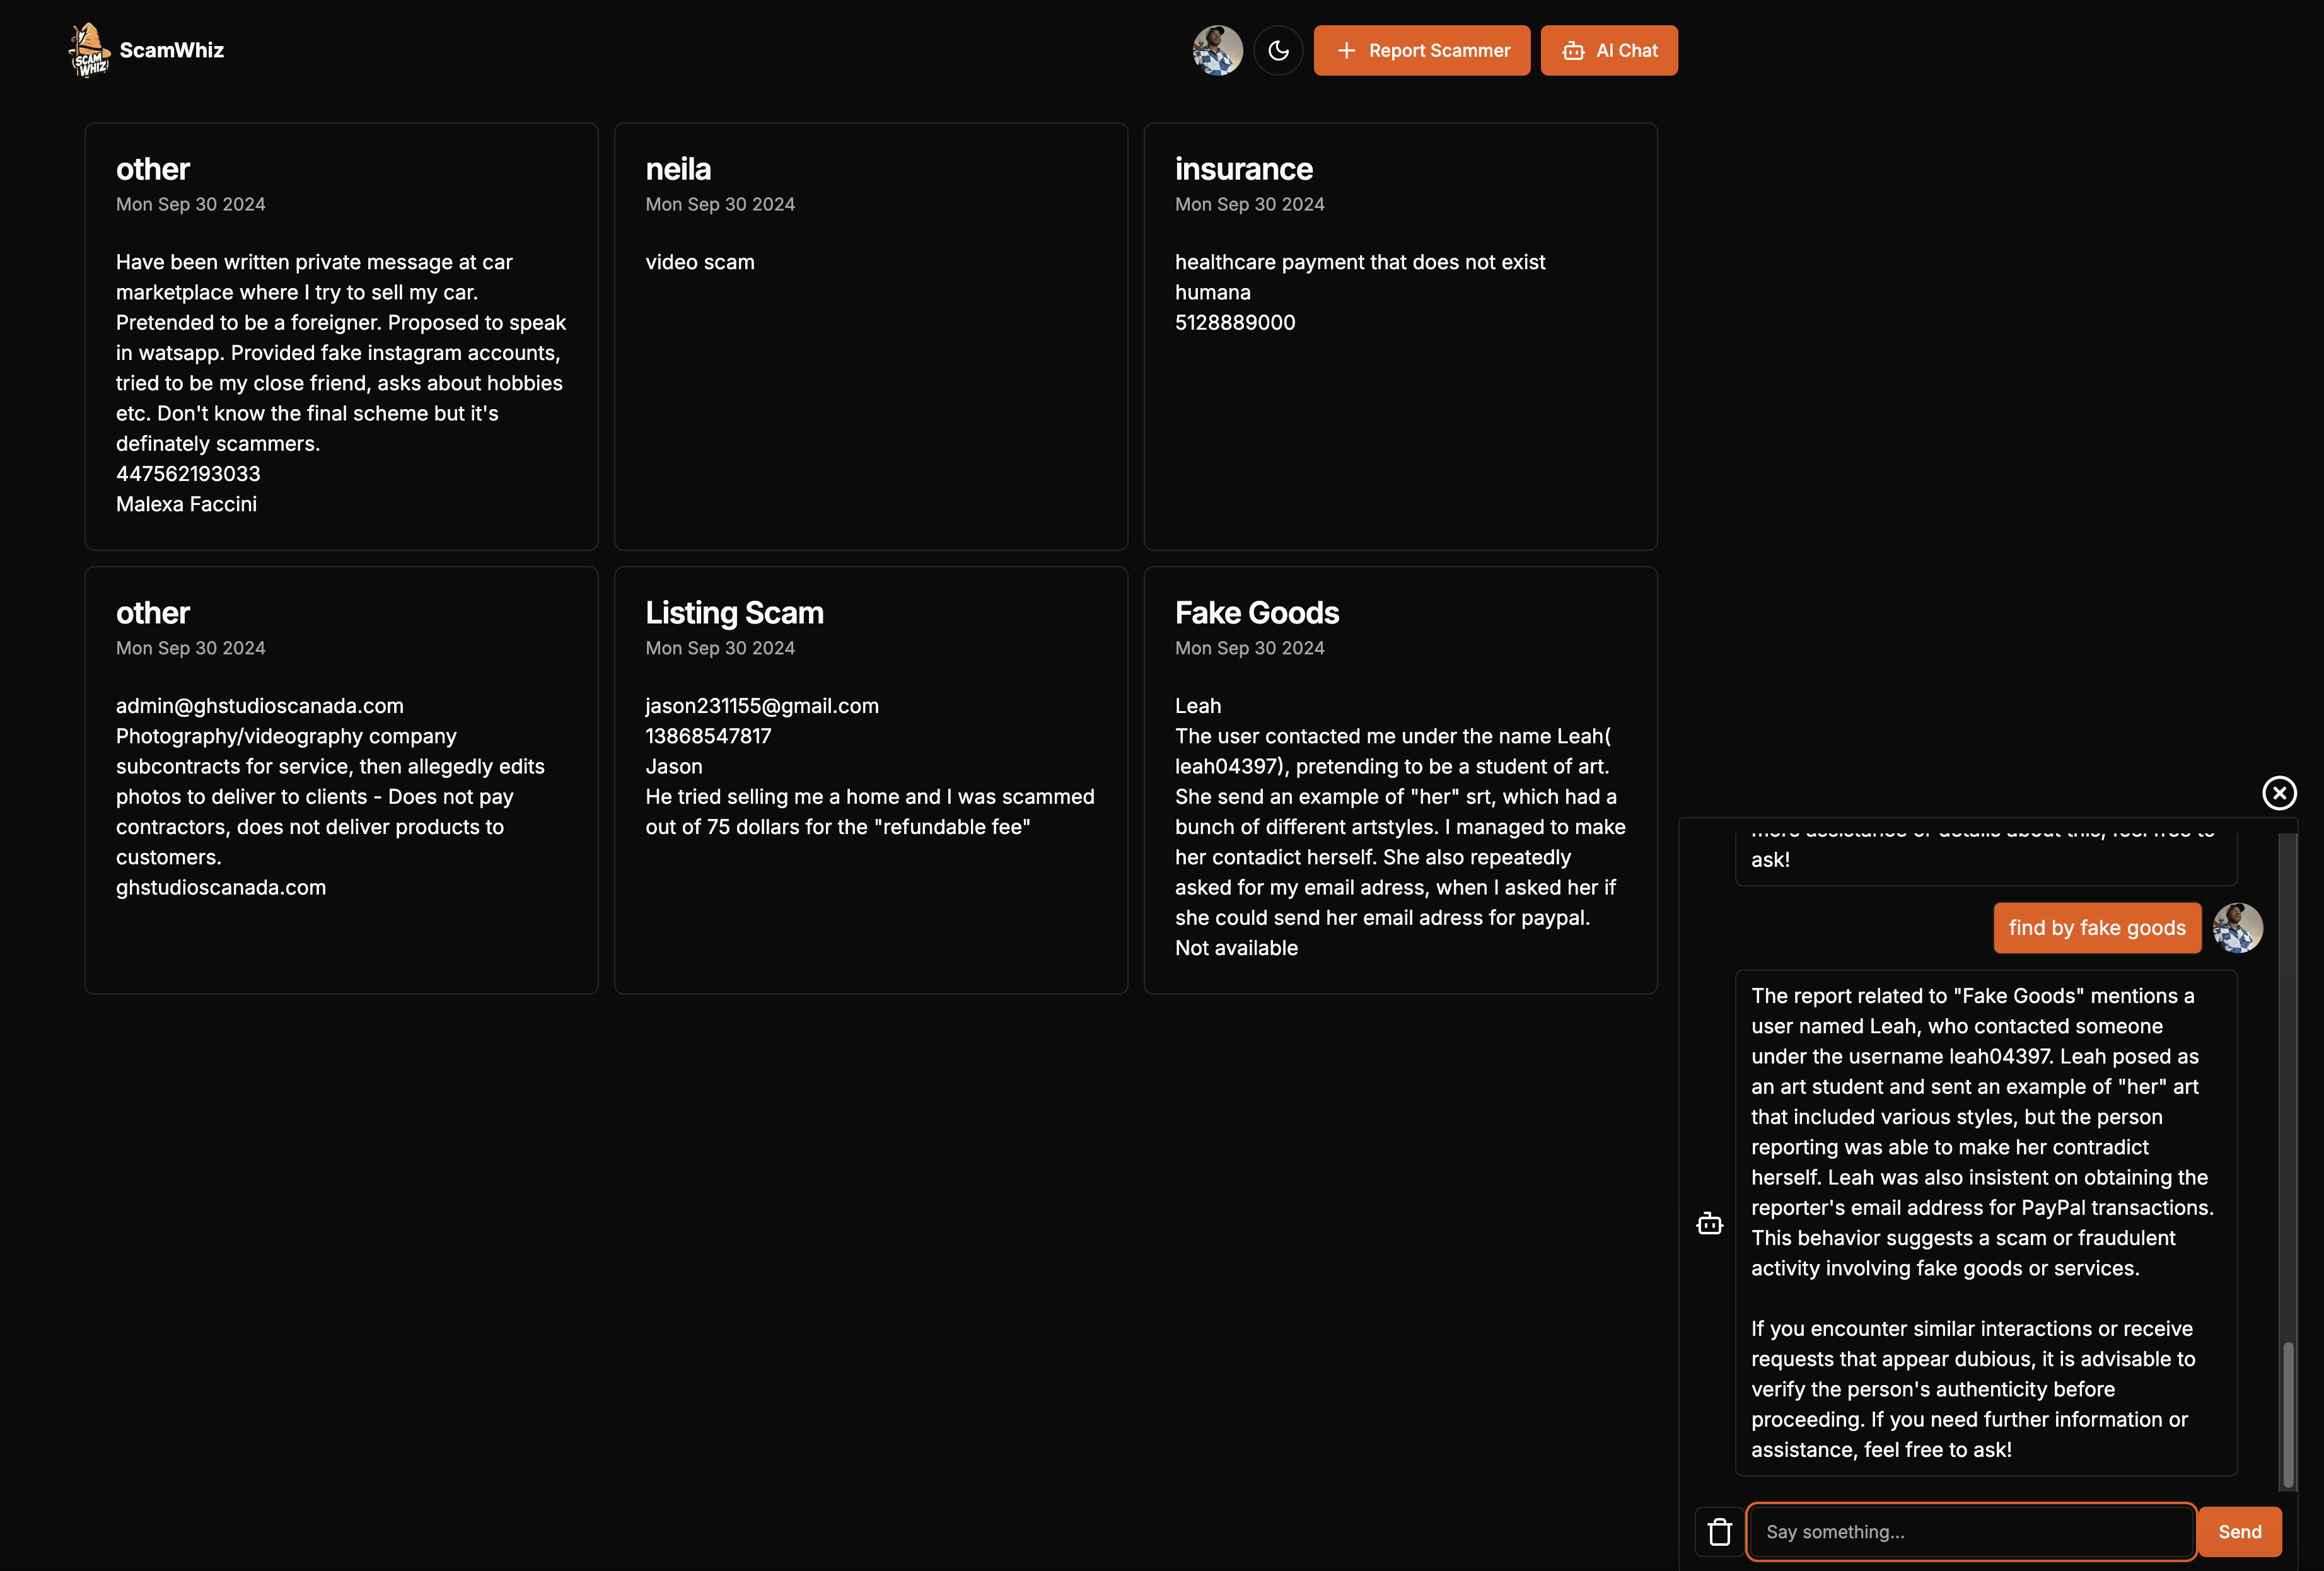 SCAM
WHIZ
ScamWhiz
Report Scammer
AI Chat
other
Mon Sep 30 2024
Have been written private message at car
marketplace where I try to sell my car.
Pretended to be a foreigner. Proposed to speak
in watsapp. Provided fake instagram accounts,
tried to be my close friend, asks about hobbies
etc. Don't know the final scheme but it's
definately scammers.
447562193033
Malexa Faccini
neila
Mon Sep 30 2024
video scam
insurance
Mon Sep 30 2024
healthcare payment that does not exist
humana
5128889000
other
Mon Sep 30 2024
admin@ghstudioscanada.com
Photography/videography company
subcontracts for service, then allegedly edits
photos to deliver to clients - Does not pay
contractors, does not deliver products to
customers.
ghstudioscanada.com
Listing Scam
Mon Sep 30 2024
jason231155@gmail.com
13868547817
Jason
He tried selling me a home and I was scammed
out of 75 dollars for the "refundable fee"
Fake Goods
Mon Sep 30 2024
Leah
The user contacted me under the name Leah(
leah04397), pretending to be a student of art.
She send an example of "her" srt, which had a
bunch of different artstyles. I managed to make
her contadict herself. She also repeatedly
asked for my email adress, when I asked her if
she could send her email adress for paypal.
Not available
more assistance or details about this, feel free to
ask!
find by fake goods
The report related to "Fake Goods" mentions a
user named Leah, who contacted someone
under the username leah04397. Leah posed as
an art student and sent an example of "her" art
that included various styles, but the person
reporting was able to make her contradict
herself. Leah was also insistent on obtaining the
reporter's email address for PayPal transactions.
This behavior suggests a scam or fraudulent
activity involving fake goods or services.
If you encounter similar interactions or receive
requests that appear dubious, it is advisable to
verify the person's authenticity before
proceeding. If you need further information or
assistance, feel free to ask!
Say something...
Send